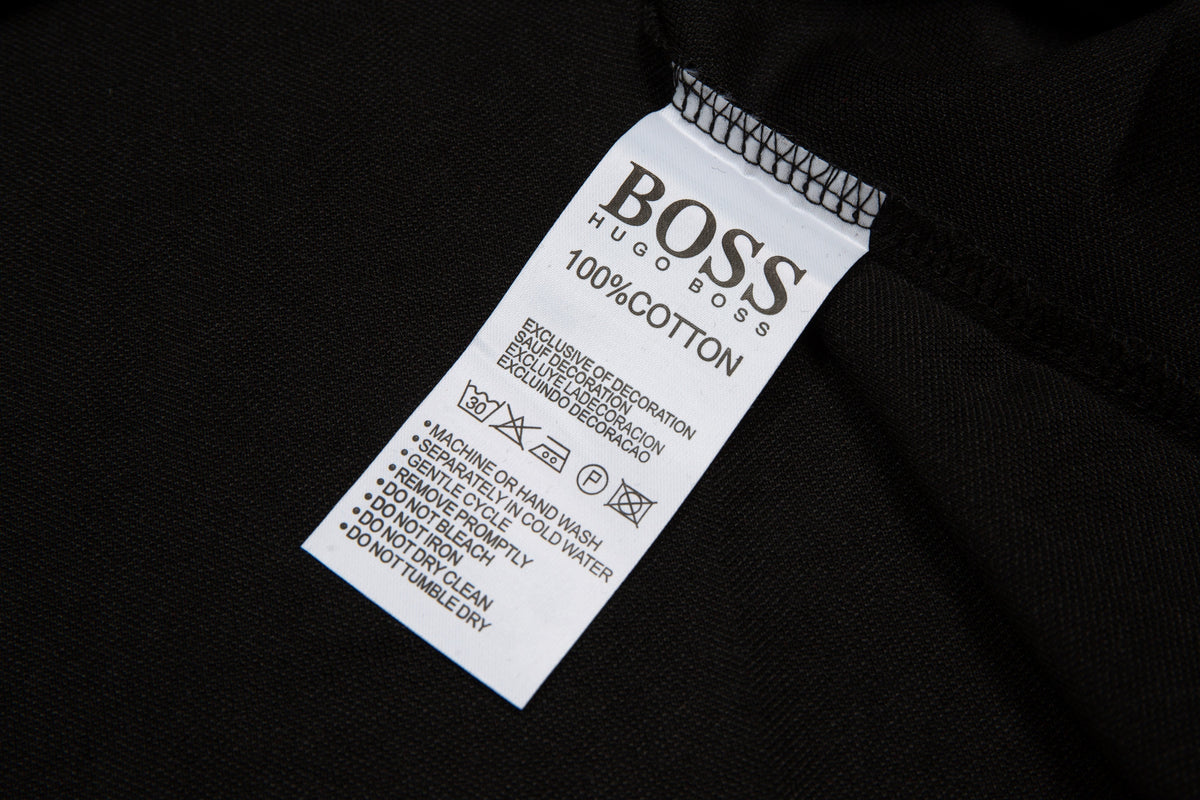 BOSS
HUGO BOSS
100%COTTON
EXCLUSIVE OF DECORATION
SAUF DECORATION
EXCLUYE LADECORACION
EXCLUINDO DECORACAO
30 P
•MACHINE OR HAND WASH
•SEPARATELY IN COLD WATER
•GENTLE CYCLE
•REMOVE PROMPTLY
•DO NOT BLEACH
•DO NOT IRON
•DO NOT DRY CLEAN
•DO NOT TUMBLE DRY